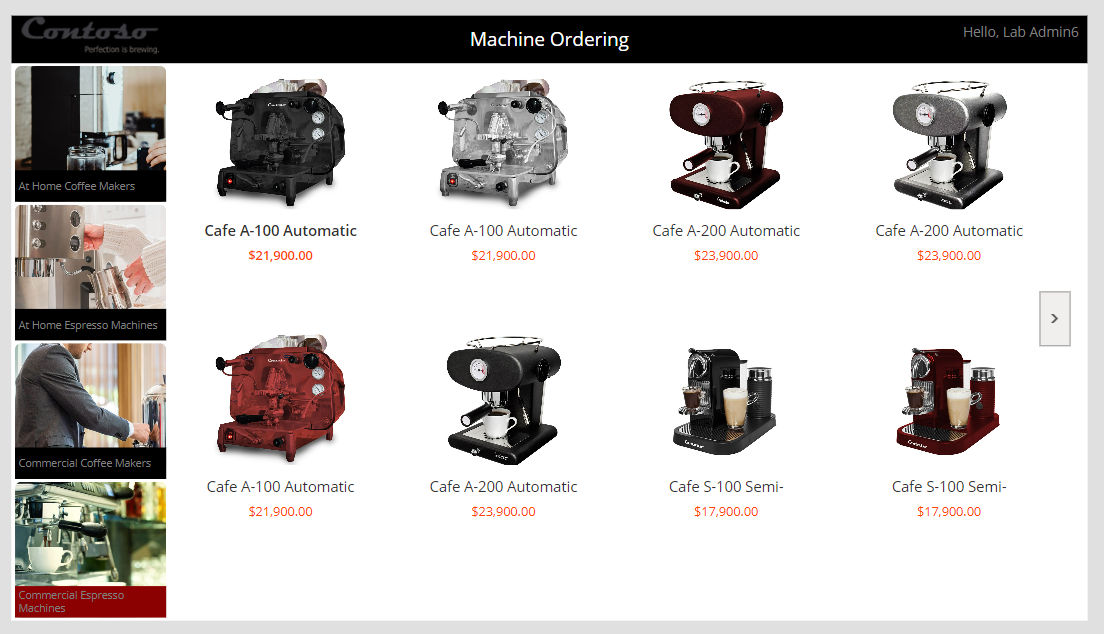 Contoso
Perfection is brewing.
Machine Ordering
Hello, Lab Admin6
At Home Coffee Makers
At Home Espresso Machines
Commercial Coffee Makers
Commercial Espresso
Machines
Cafe A-100 Automatic
$21,900.00
Cafe A-100 Automatic
$21,900.00
Cafe A-200 Automatic
$23,900.00
Cafe A-200 Automatic
$23,900.00
Cafe A-100 Automatic
$21,900.00
Cafe A-200 Automatic
$23,900.00
Cafe S-100 Semi-
$17,900.00
Cafe S-100 Semi-
$17,900.00